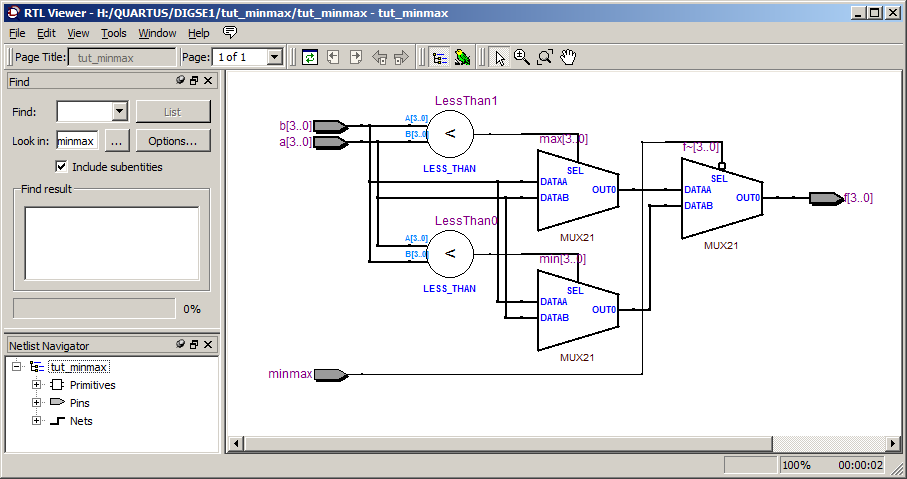 RTL Viewer - H:/QUARTUS/DIGSE1/tut_minmax/tut_minmax - tut_minmax
File Edit View Tools Window Help
Page Title: tut_minmax Page: 1 of 1
Find
Find: List
Look in: minmax ... Options...
Include subentities
Find result
0%
Netlist Navigator
tut_minmax
Primitives
Pins
Nets
LessThan1
b[3..0]
a[3..0]
A[3..0]
B[3..0]
<
LESS_THAN
max[3..0]
SEL
DATAA
DATAB
OUT0
MUX21
f~[3..0]
SEL
DATAA
DATAB
OUT0
MUX21
f[3..0]
LessThan0
A[3..0]
B[3..0]
<
LESS_THAN
min[3..0]
SEL
DATAA
DATAB
OUT0
MUX21
minmax
100% 00:00:02